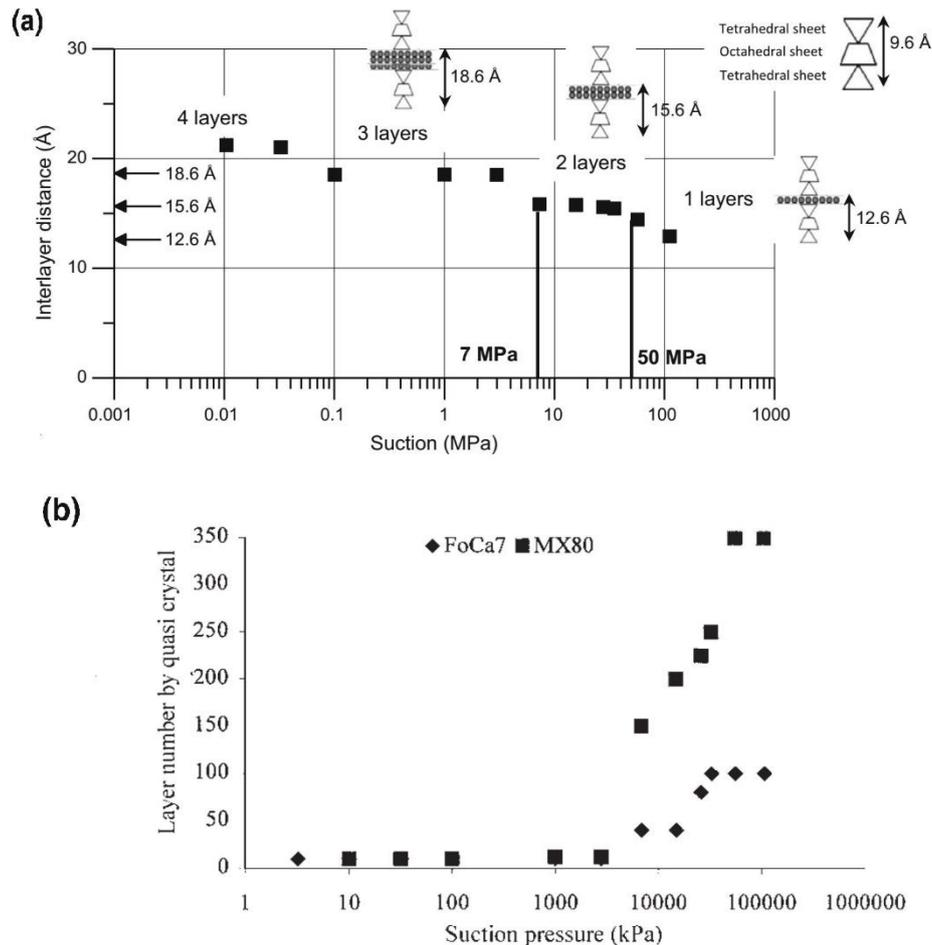 (a)
Tetrahedral sheet
Octahedral sheet
Tetrahedral sheet
9.6 Å
30
18.6 Å
15.6 Å
4 layers
3 layers
20
2 layers
Interlayer distance (Å)
18.6 Å
1 layers
15.6 Å
12.6 Å
12.6 Å
10
7 MPa
50 MPa
0
0.001 0.01 0.1 1 10 100 1000
Suction (MPa)
(b)
350
FoCa7 MX80
300
250
Layer number by quasi crystal
200
150
100
50
0
1 10 100 1000 10000 100000 1000000
Suction pressure (kPa)